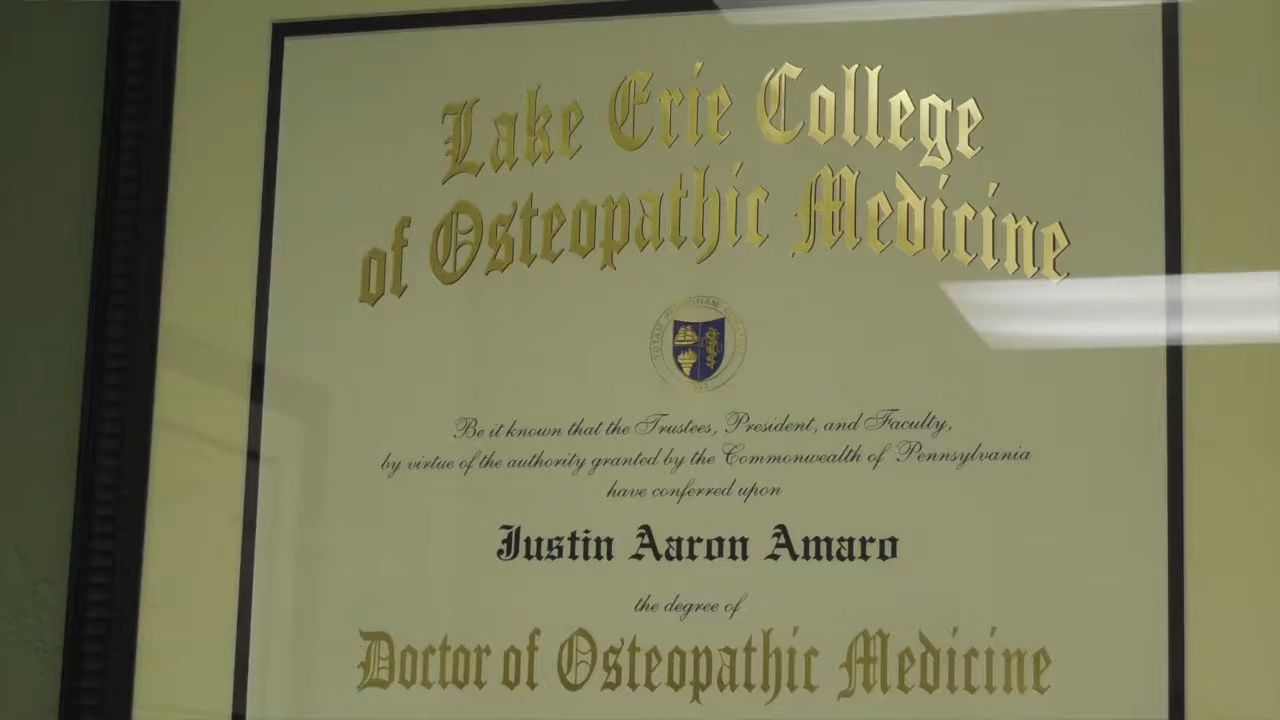 Lake Erie College
of Osteopathic Medicine
Be it known that the Trustees, President, and Faculty,
by virtue of the authority granted by the Commonwealth of Pennsylvania
have conferred upon
Justin Aaron Amaro
the degree of
Doctor of Osteopathic Medicine